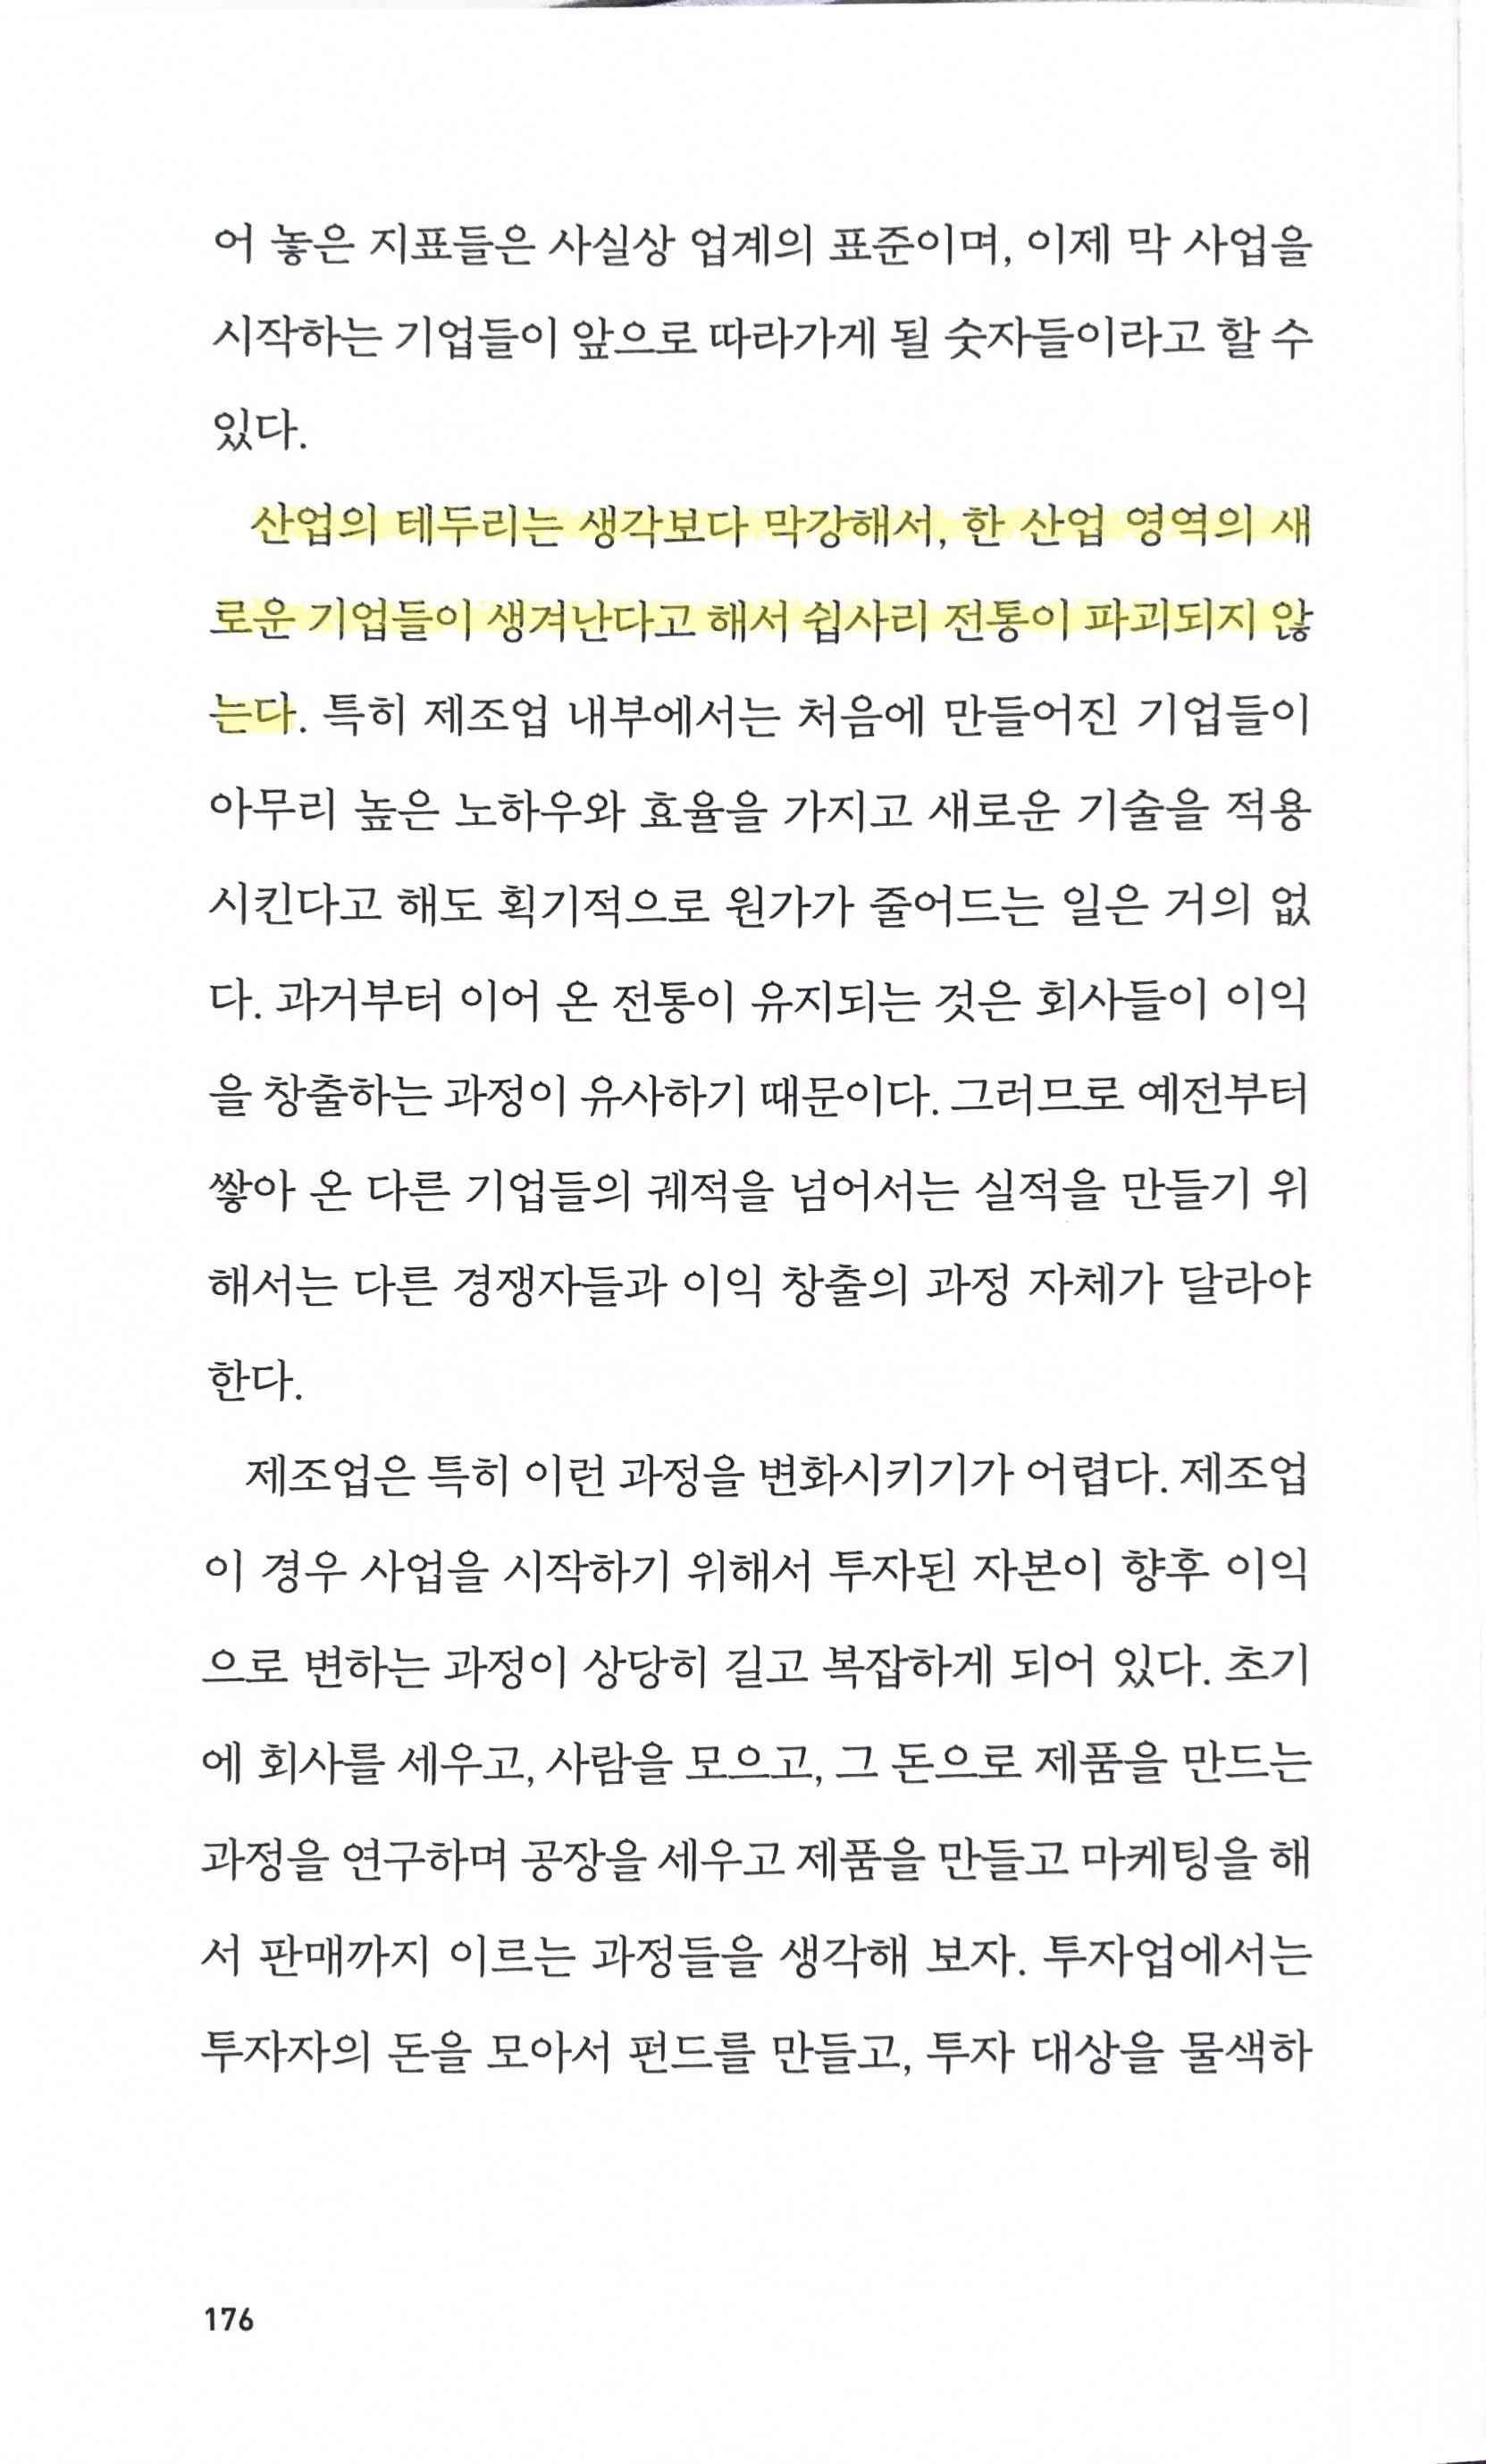 어 놓은 지표들은 사실상 업계의 표준이며, 이제 막 사업을
시작하는 기업들이 앞으로 따라가게 될 숫자들이라고 할 수
있다.
산업의 테두리는 생각보다 막강해서, 한 산업 영역의 새
로운 기업들이 생겨난다고 해서 쉽사리 전통이 파괴되지 않
는다. 특히 제조업 내부에서는 처음에 만들어진 기업들이
아무리 높은 노하우와 효율을 가지고 새로운 기술을 적용
시킨다고 해도 획기적으로 원가가 줄어드는 일은 거의 없
다. 과거부터 이어 온 전통이 유지되는 것은 회사들이 이익
을 창출하는 과정이 유사하기 때문이다. 그러므로 예전부터
쌓아 온 다른 기업들의 궤적을 넘어서는 실적을 만들기 위
해서는 다른 경쟁자들과 이익 창출의 과정 자체가 달라야
한다.
제조업은 특히 이런 과정을 변화시키기가 어렵다. 제조업
이 경우 사업을 시작하기 위해서 투자된 자본이 향후 이익
으로 변하는 과정이 상당히 길고 복잡하게 되어 있다. 초기
에 회사를 세우고, 사람을 모으고, 그 돈으로 제품을 만드는
과정을 연구하며 공장을 세우고 제품을 만들고 마케팅을 해
서 판매까지 이르는 과정들을 생각해 보자. 투자업에서는
투자자의 돈을 모아서 펀드를 만들고, 투자 대상을 물색하
176